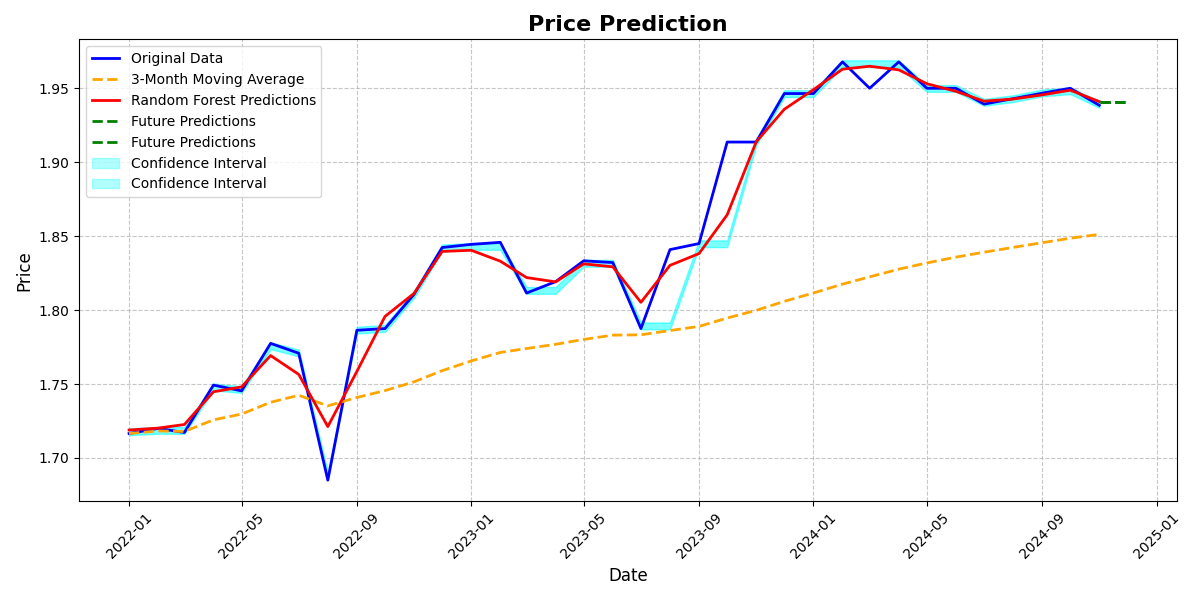 Price Prediction
Original Data
3-Month Moving Average
Random Forest Predictions
Future Predictions
Future Predictions
Confidence Interval
Confidence Interval
Price
1.95
1.90
1.85
1.80
1.75
1.70
2022-01
2022-05
2022-09
2023-01
2023-05
2023-09
2024-01
2024-05
2024-09
2025-01
Date